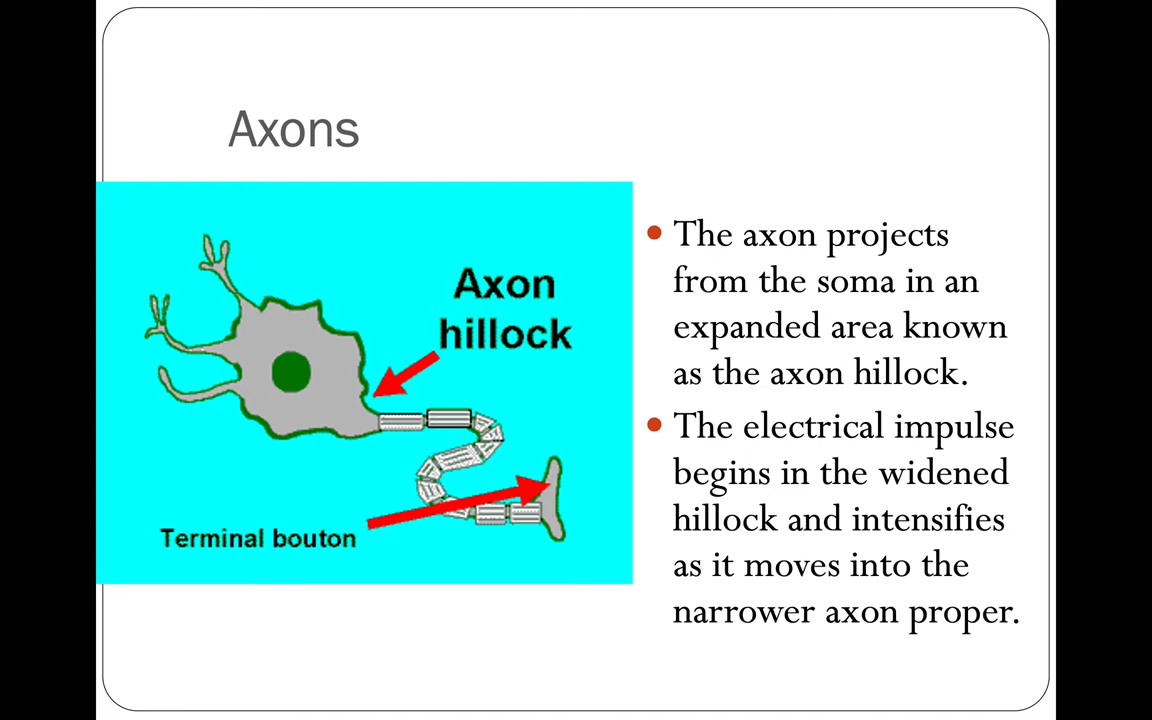 Axons
Axon
hillock
Terminal bouton
• The axon projects
from the soma in an
expanded area known
as the axon hillock.
• The electrical impulse
begins in the widened
hillock and intensifies
as it moves into the
narrower axon proper.